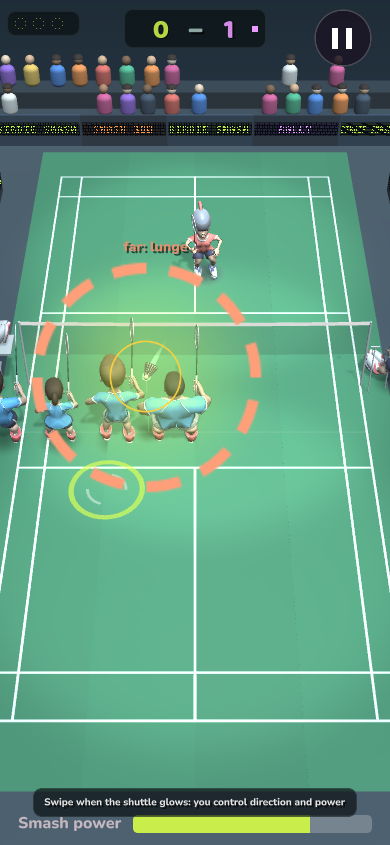 0 – 1
far: lunge
Swipe when the shuttle glows: you control direction and power
Smash power